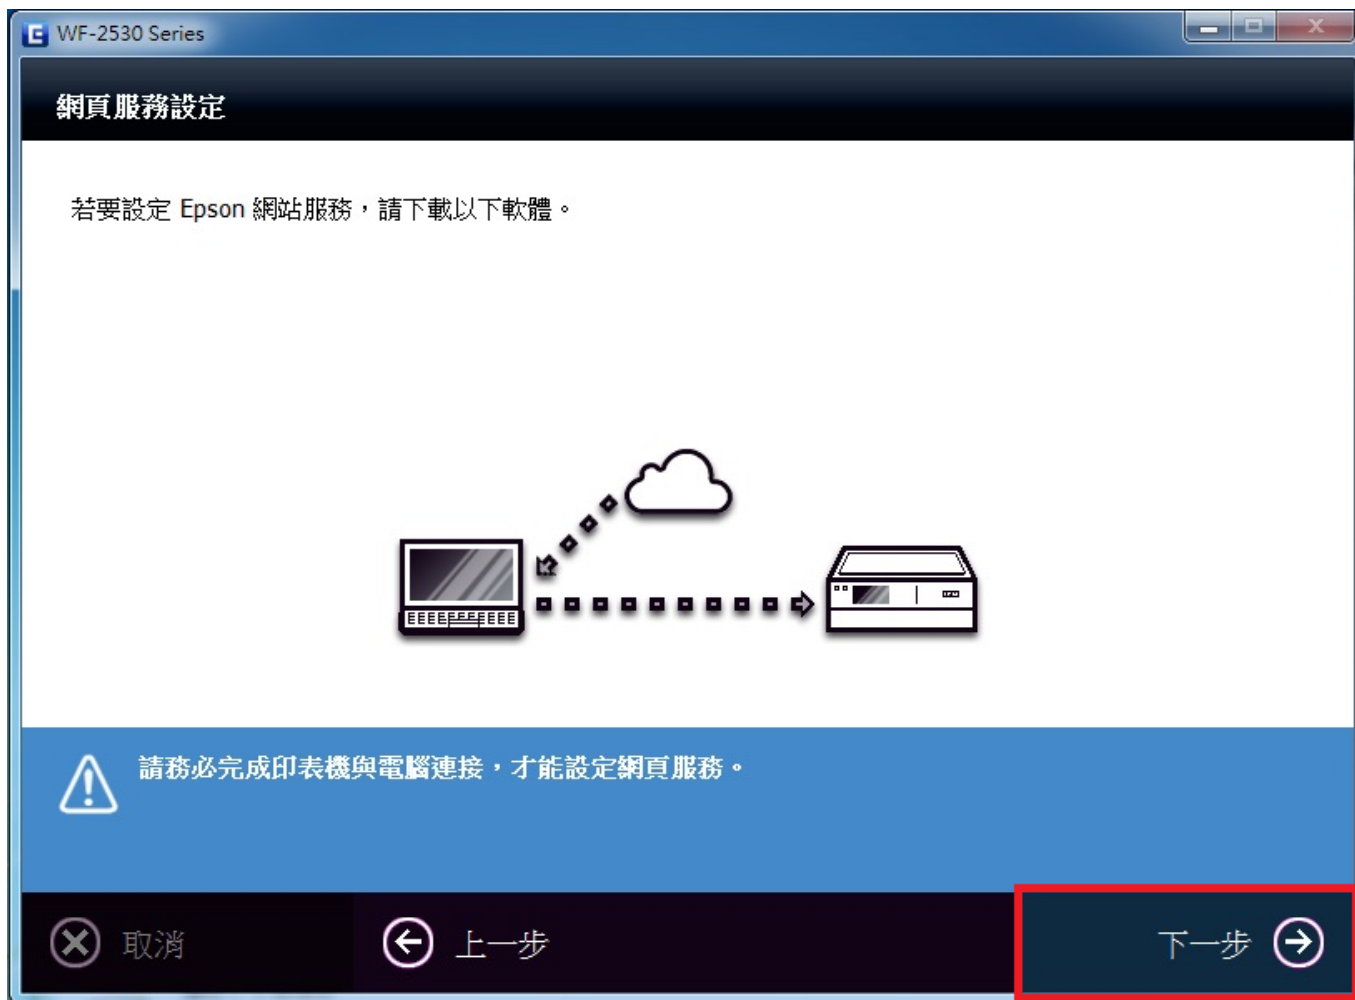 WF-2530 Series
網頁服務設定
若要設定 Epson 網站服務，請下載以下軟體。
請務必完成印表機與電腦連接，才能設定網頁服務。
取消
上一步
下一步